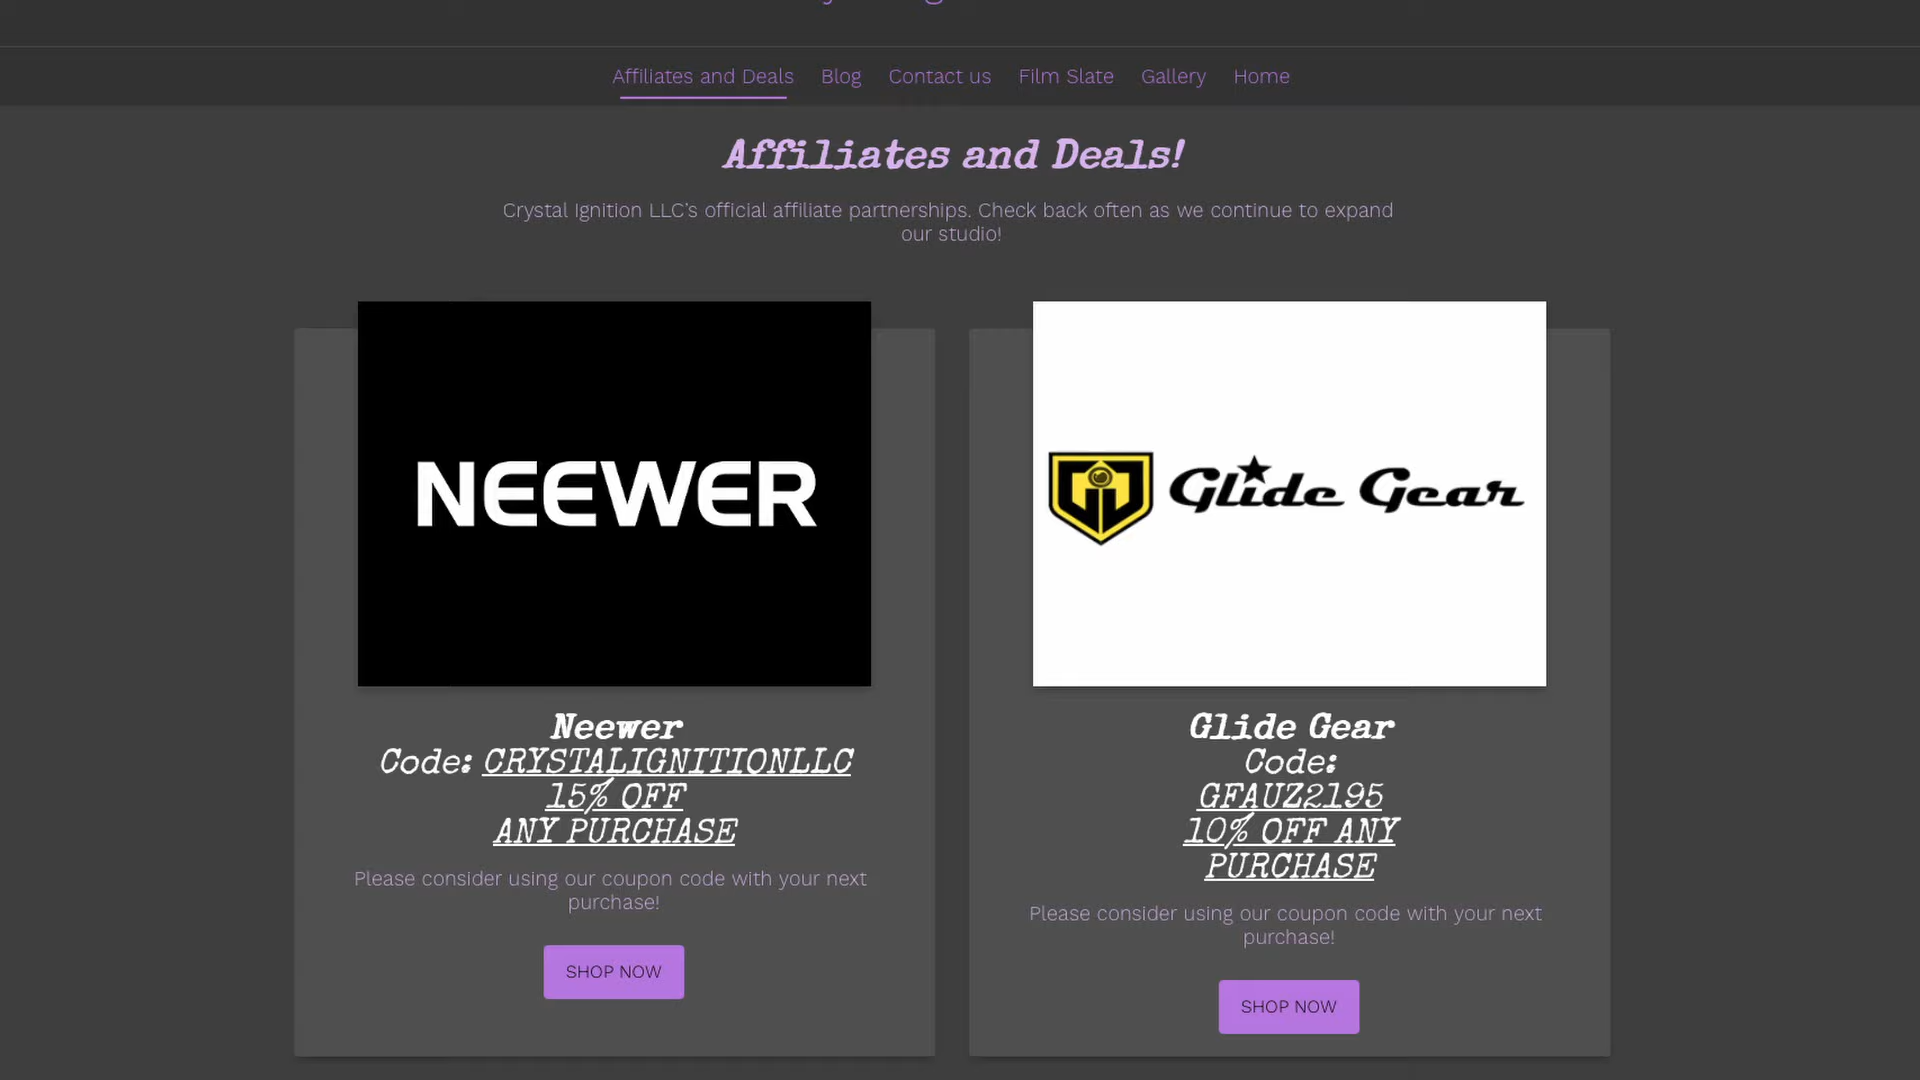 Affiliates and Deals
Blog
Contact us
Film Slate
Gallery
Home
Affiliates and Deals!
Crystal Ignition LLC's official affiliate partnerships. Check back often as we continue to expand
our studio!
NEEWER
Neewer
Code: CRYSTALIGNITIONLLC
15% OFF
ANY PURCHASE
Please consider using our coupon code with your next
purchase!
SHOP NOW
Glide Gear
Glide Gear
Code:
GFAUZ2195
10% OFF ANY
PURCHASE
Please consider using our coupon code with your next
purchase!
SHOP NOW